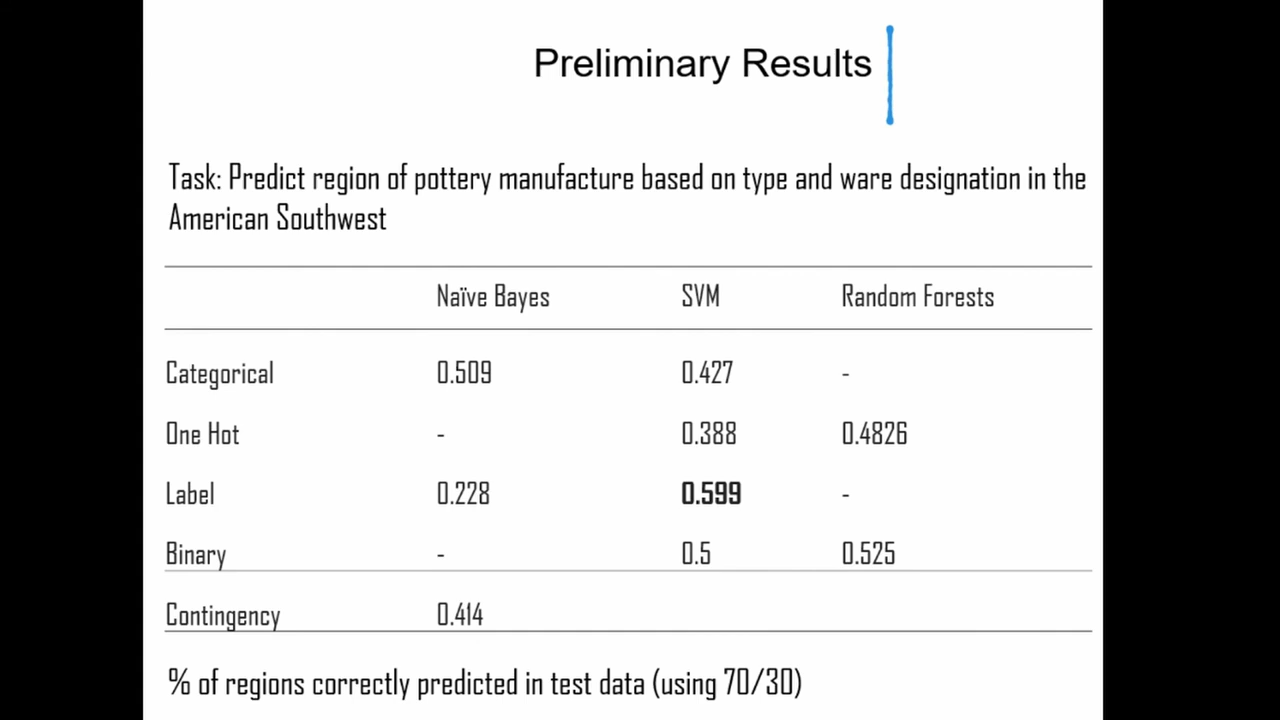 Preliminary Results
Task: Predict region of pottery manufacture based on type and ware designation in the
American Southwest
Naïve Bayes SVM Random Forests
Categorical 0.509 0.427 -
One Hot - 0.388 0.4826
Label 0.228 0.599 -
Binary - 0.5 0.525
Contingency 0.414
% of regions correctly predicted in test data (using 70/30)